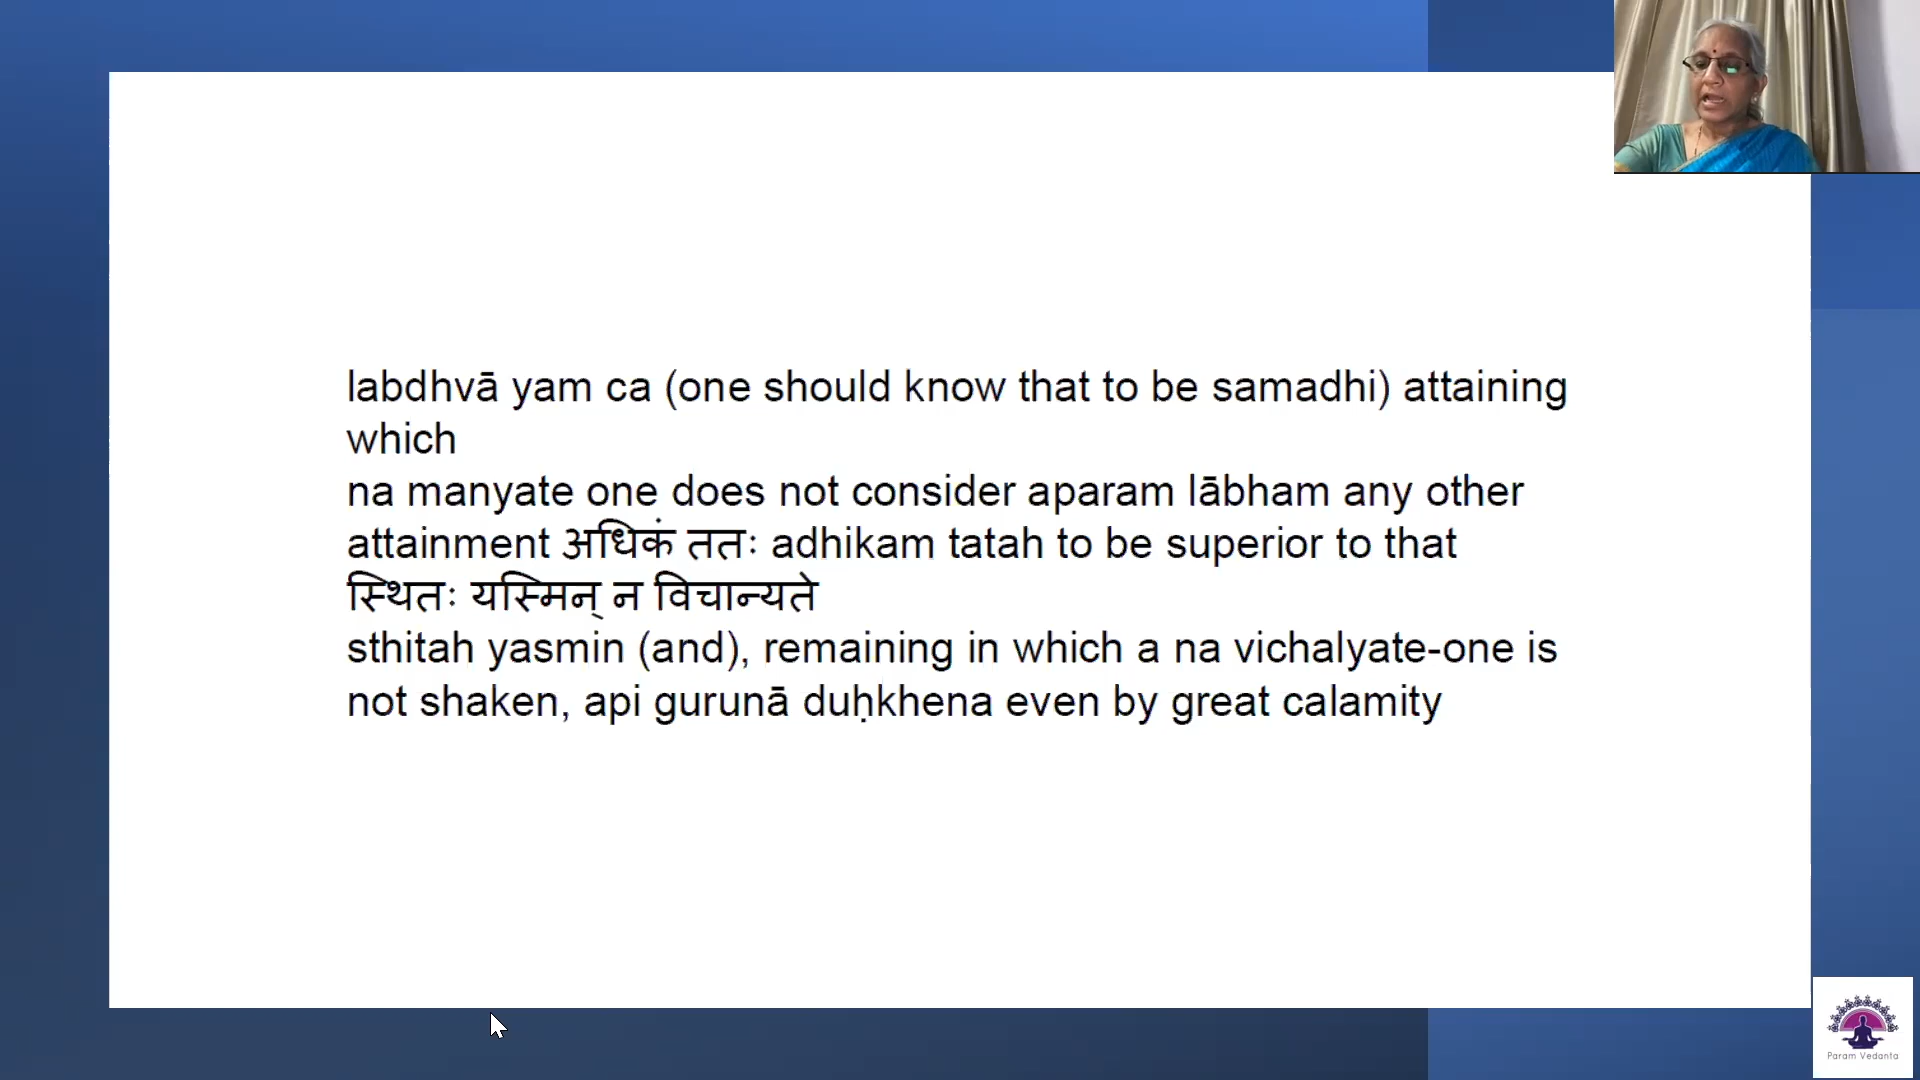 labdhvā yam ca (one should know that to be samadhi) attaining
which
na manyate one does not consider aparam lābham any other
attainment अधिकं ततः adhikam tatah to be superior to that
स्थितः यस्मिन् न विचान्यते
sthitah yasmin (and), remaining in which a na vichalyate-one is
not shaken, api gurunā duḥkhena even by great calamity
Param Vedanta